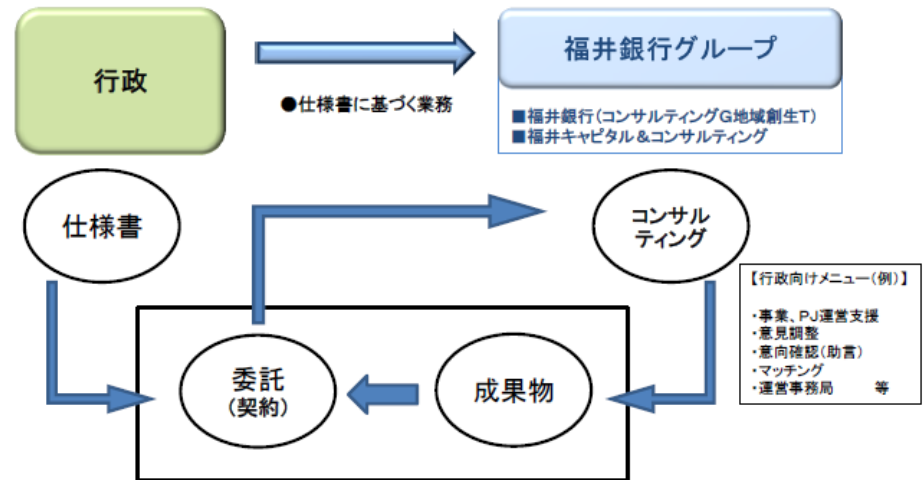 行政
福井銀行グループ
●仕様書に基づく業務
■福井銀行(コンサルティングG地域創生T)
■福井キャピタル&コンサルティング
仕様書
コンサル
ティング
【行政向けメニュー(例)】
・事業、PJ運営支援
・意見調整
・意向確認(助言)
・マッチング
・運営事務局 等
委託
(契約)
成果物